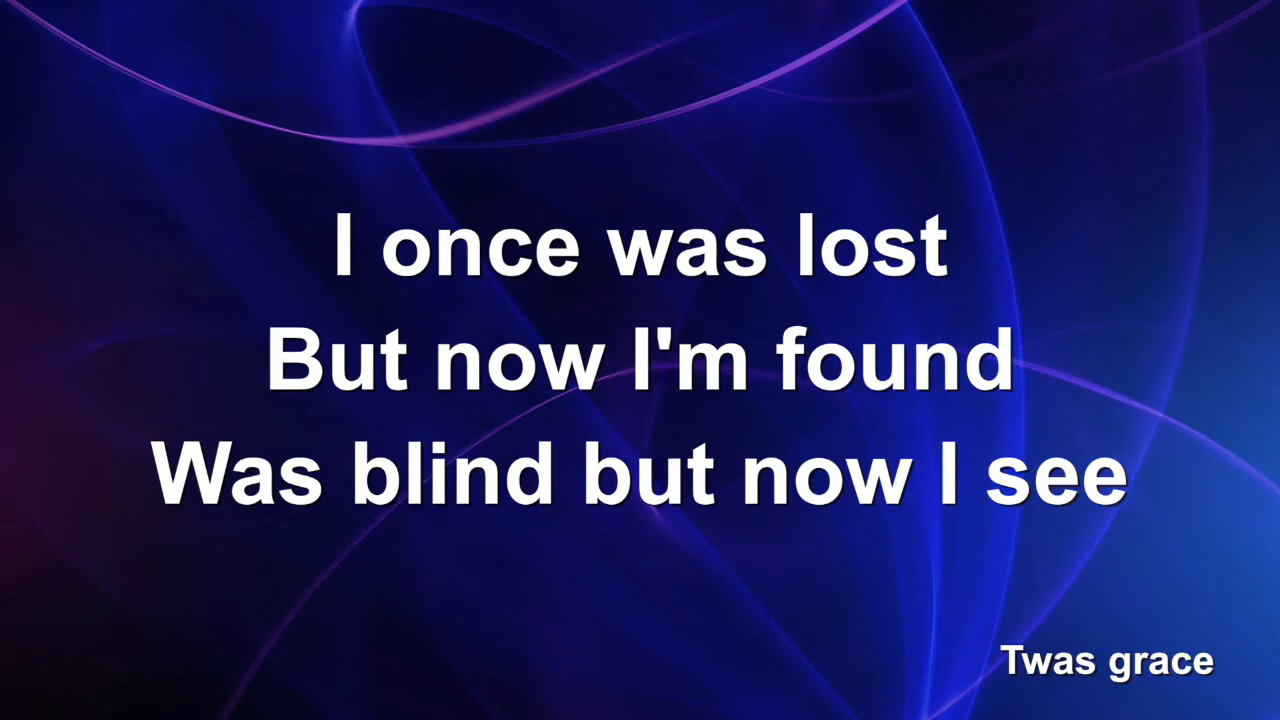 I once was lost
But now I'm found
Was blind but now I see
Twas grace